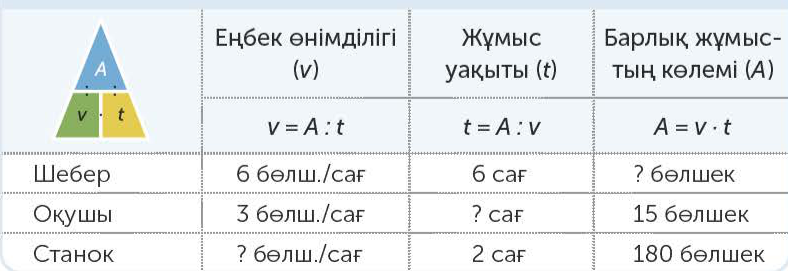 A
v · t
Еңбек өнімділігі
(v)
Жұмыс
уақыты (t)
Барлық жұмыс-
тың көлемі (A)
v = A : t
t = A : v
A = v · t
Шебер 6 бөлш./сағ 6 сағ ? бөлшек
Оқушы 3 бөлш./сағ ? сағ 15 бөлшек
Станок ? бөлш./сағ 2 сағ 180 бөлшек